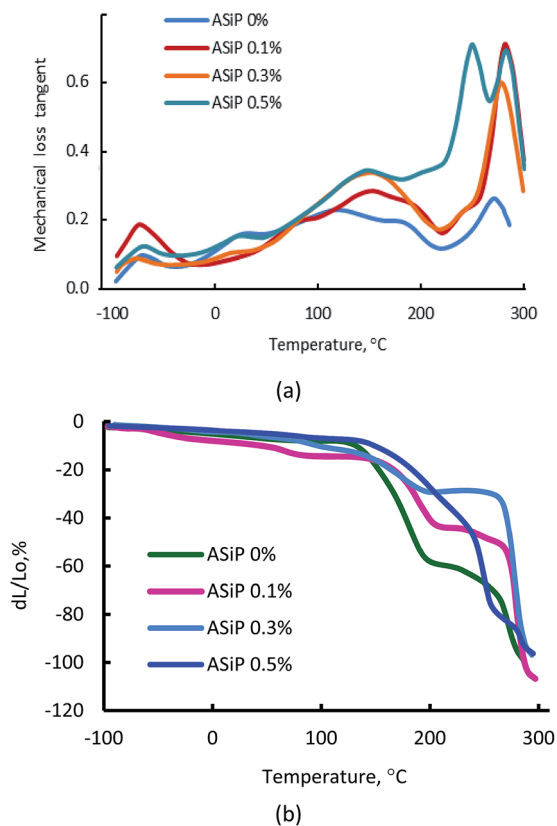 ASiP 0%
ASiP 0.1%
ASiP 0.3%
ASiP 0.5%
Mechanical loss tangent
0.6
0.4
0.2
0.0
-100 0 100 200 300
Temperature, °C
(a)
0
-20
-40
-60
-80
-100
-120
dL/Lo,%
ASiP 0%
ASiP 0.1%
ASiP 0.3%
ASiP 0.5%
-100 0 100 200 300
Temperature, °C
(b)